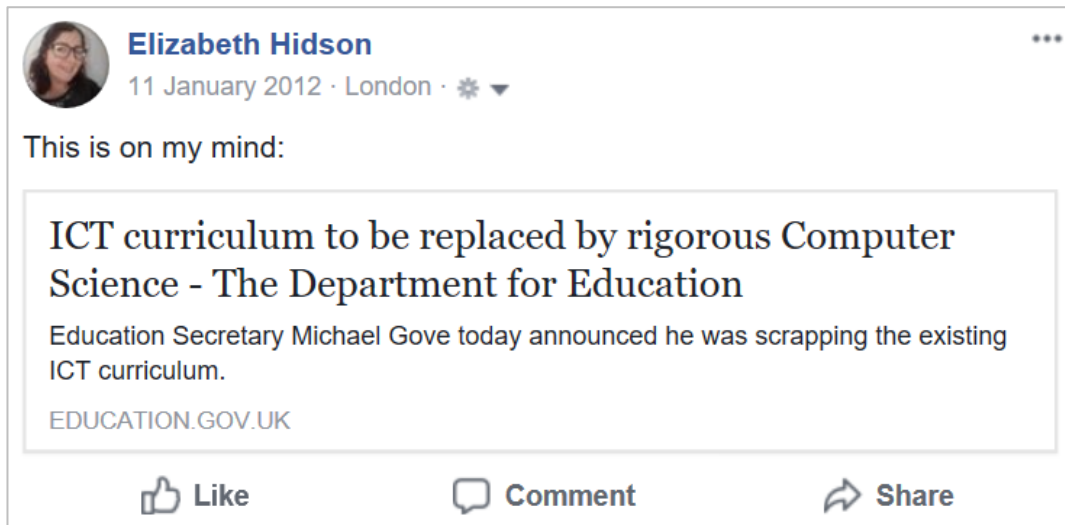 Elizabeth Hidson
11 January 2012 · London ·
This is on my mind:
ICT curriculum to be replaced by rigorous Computer
Science - The Department for Education
Education Secretary Michael Gove today announced he was scrapping the existing
ICT curriculum.
EDUCATION.GOV.UK
Like Comment Share